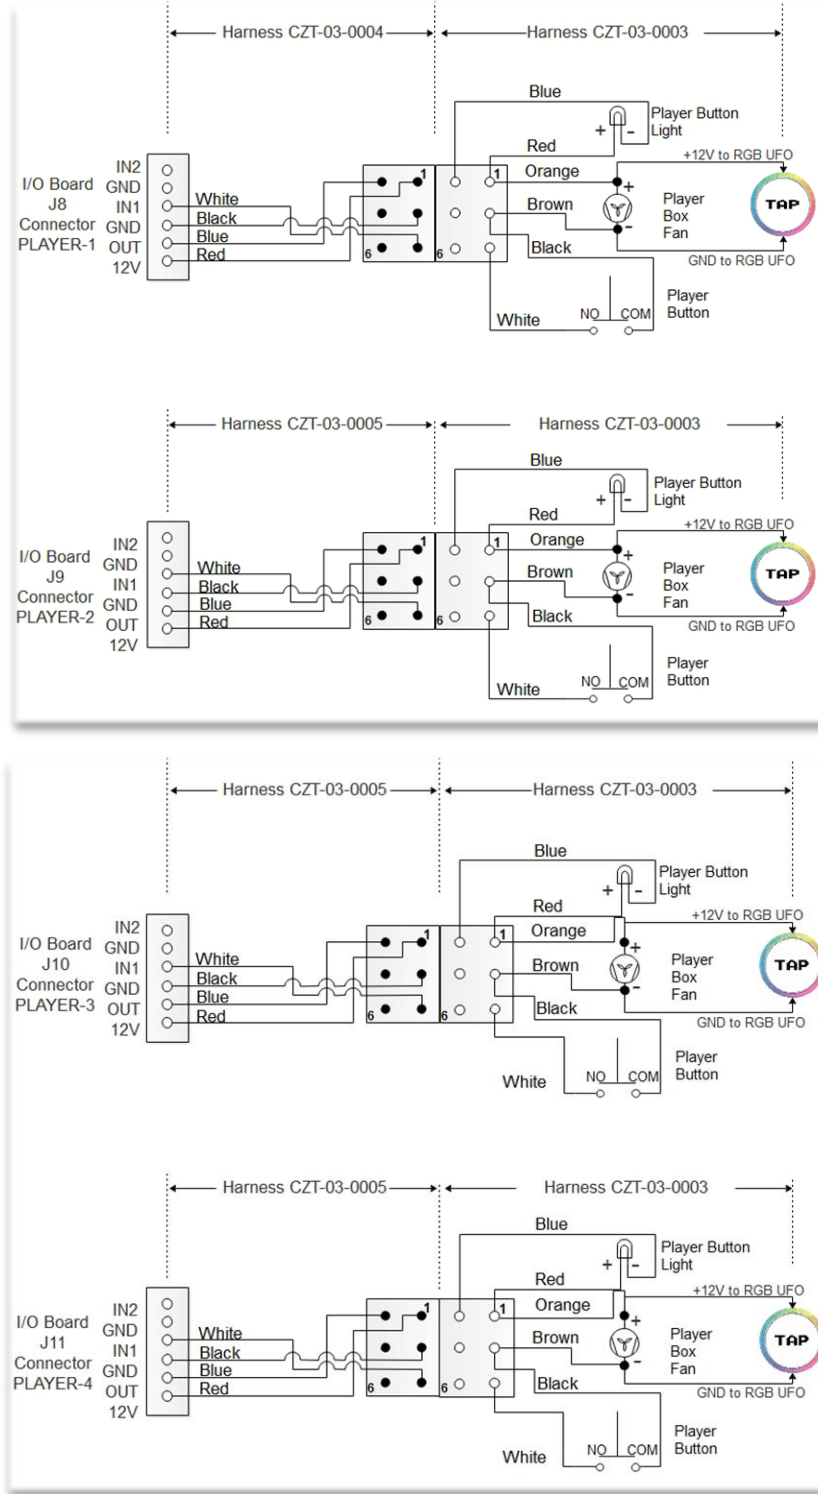 Harness CZT-03-0004 Harness CZT-03-0003
Blue
Player Button
Light
+ -
Red
+12V to RGB UFO
Orange
I/O Board
J8
Connector
PLAYER-1
IN2
GND
IN1
GND
OUT
12V
White
Black
Blue
Red
1
6
1
6
Brown
+
-
Player
Box
Fan
TAP
Black
GND to RGB UFO
White
NO COM
Player
Button
Harness CZT-03-0005 Harness CZT-03-0003
Blue
Player Button
Light
+ -
Red
+12V to RGB UFO
Orange
I/O Board
J9
Connector
PLAYER-2
IN2
GND
IN1
GND
OUT
12V
White
Black
Blue
Red
1
6
1
6
Brown
+
-
Player
Box
Fan
TAP
Black
GND to RGB UFO
White
NO COM
Player
Button
Harness CZT-03-0005 Harness CZT-03-0003
Blue
Player Button
Light
+ -
Red
+12V to RGB UFO
Orange
I/O Board
J10
Connector
PLAYER-3
IN2
GND
IN1
GND
OUT
12V
White
Black
Blue
Red
1
6
1
6
Brown
+
-
Player
Box
Fan
TAP
Black
GND to RGB UFO
White
NO COM
Player
Button
Harness CZT-03-0005 Harness CZT-03-0003
Blue
Player Button
Light
+ -
Red
+12V to RGB UFO
Orange
I/O Board
J11
Connector
PLAYER-4
IN2
GND
IN1
GND
OUT
12V
White
Black
Blue
Red
1
6
1
6
Brown
+
-
Player
Box
Fan
TAP
Black
GND to RGB UFO
White
NO COM
Player
Button